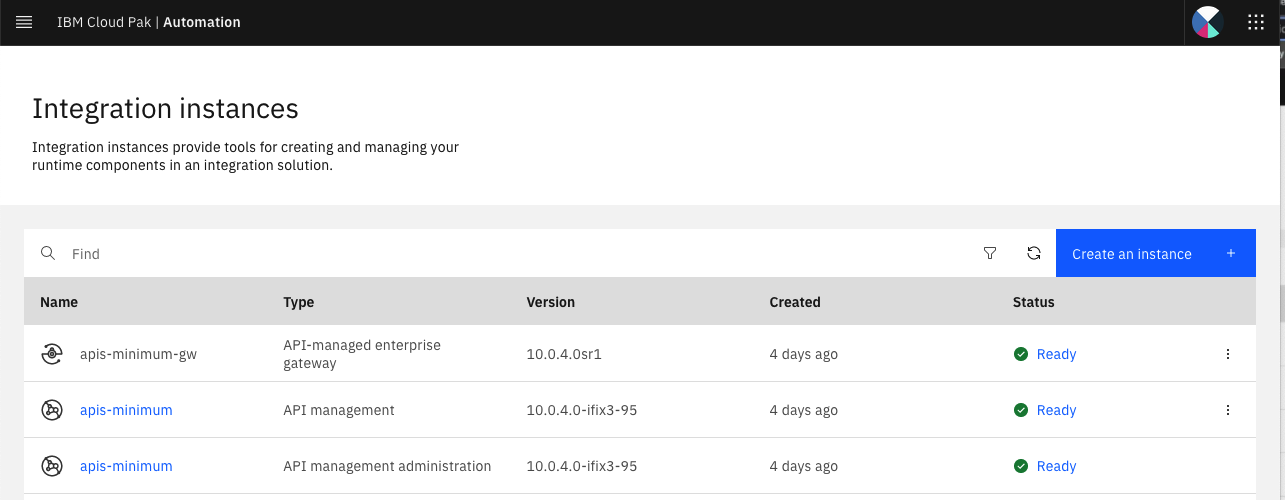 IBM Cloud Pak | Automation
Integration instances
Integration instances provide tools for creating and managing your
runtime components in an integration solution.
Find
Create an instance +
Name Type Version Created Status
apis-minimum-gw API-managed enterprise gateway 10.0.4.0sr1 4 days ago Ready
apis-minimum API management 10.0.4.0-ifix3-95 4 days ago Ready
apis-minimum API management administration 10.0.4.0-ifix3-95 4 days ago Ready